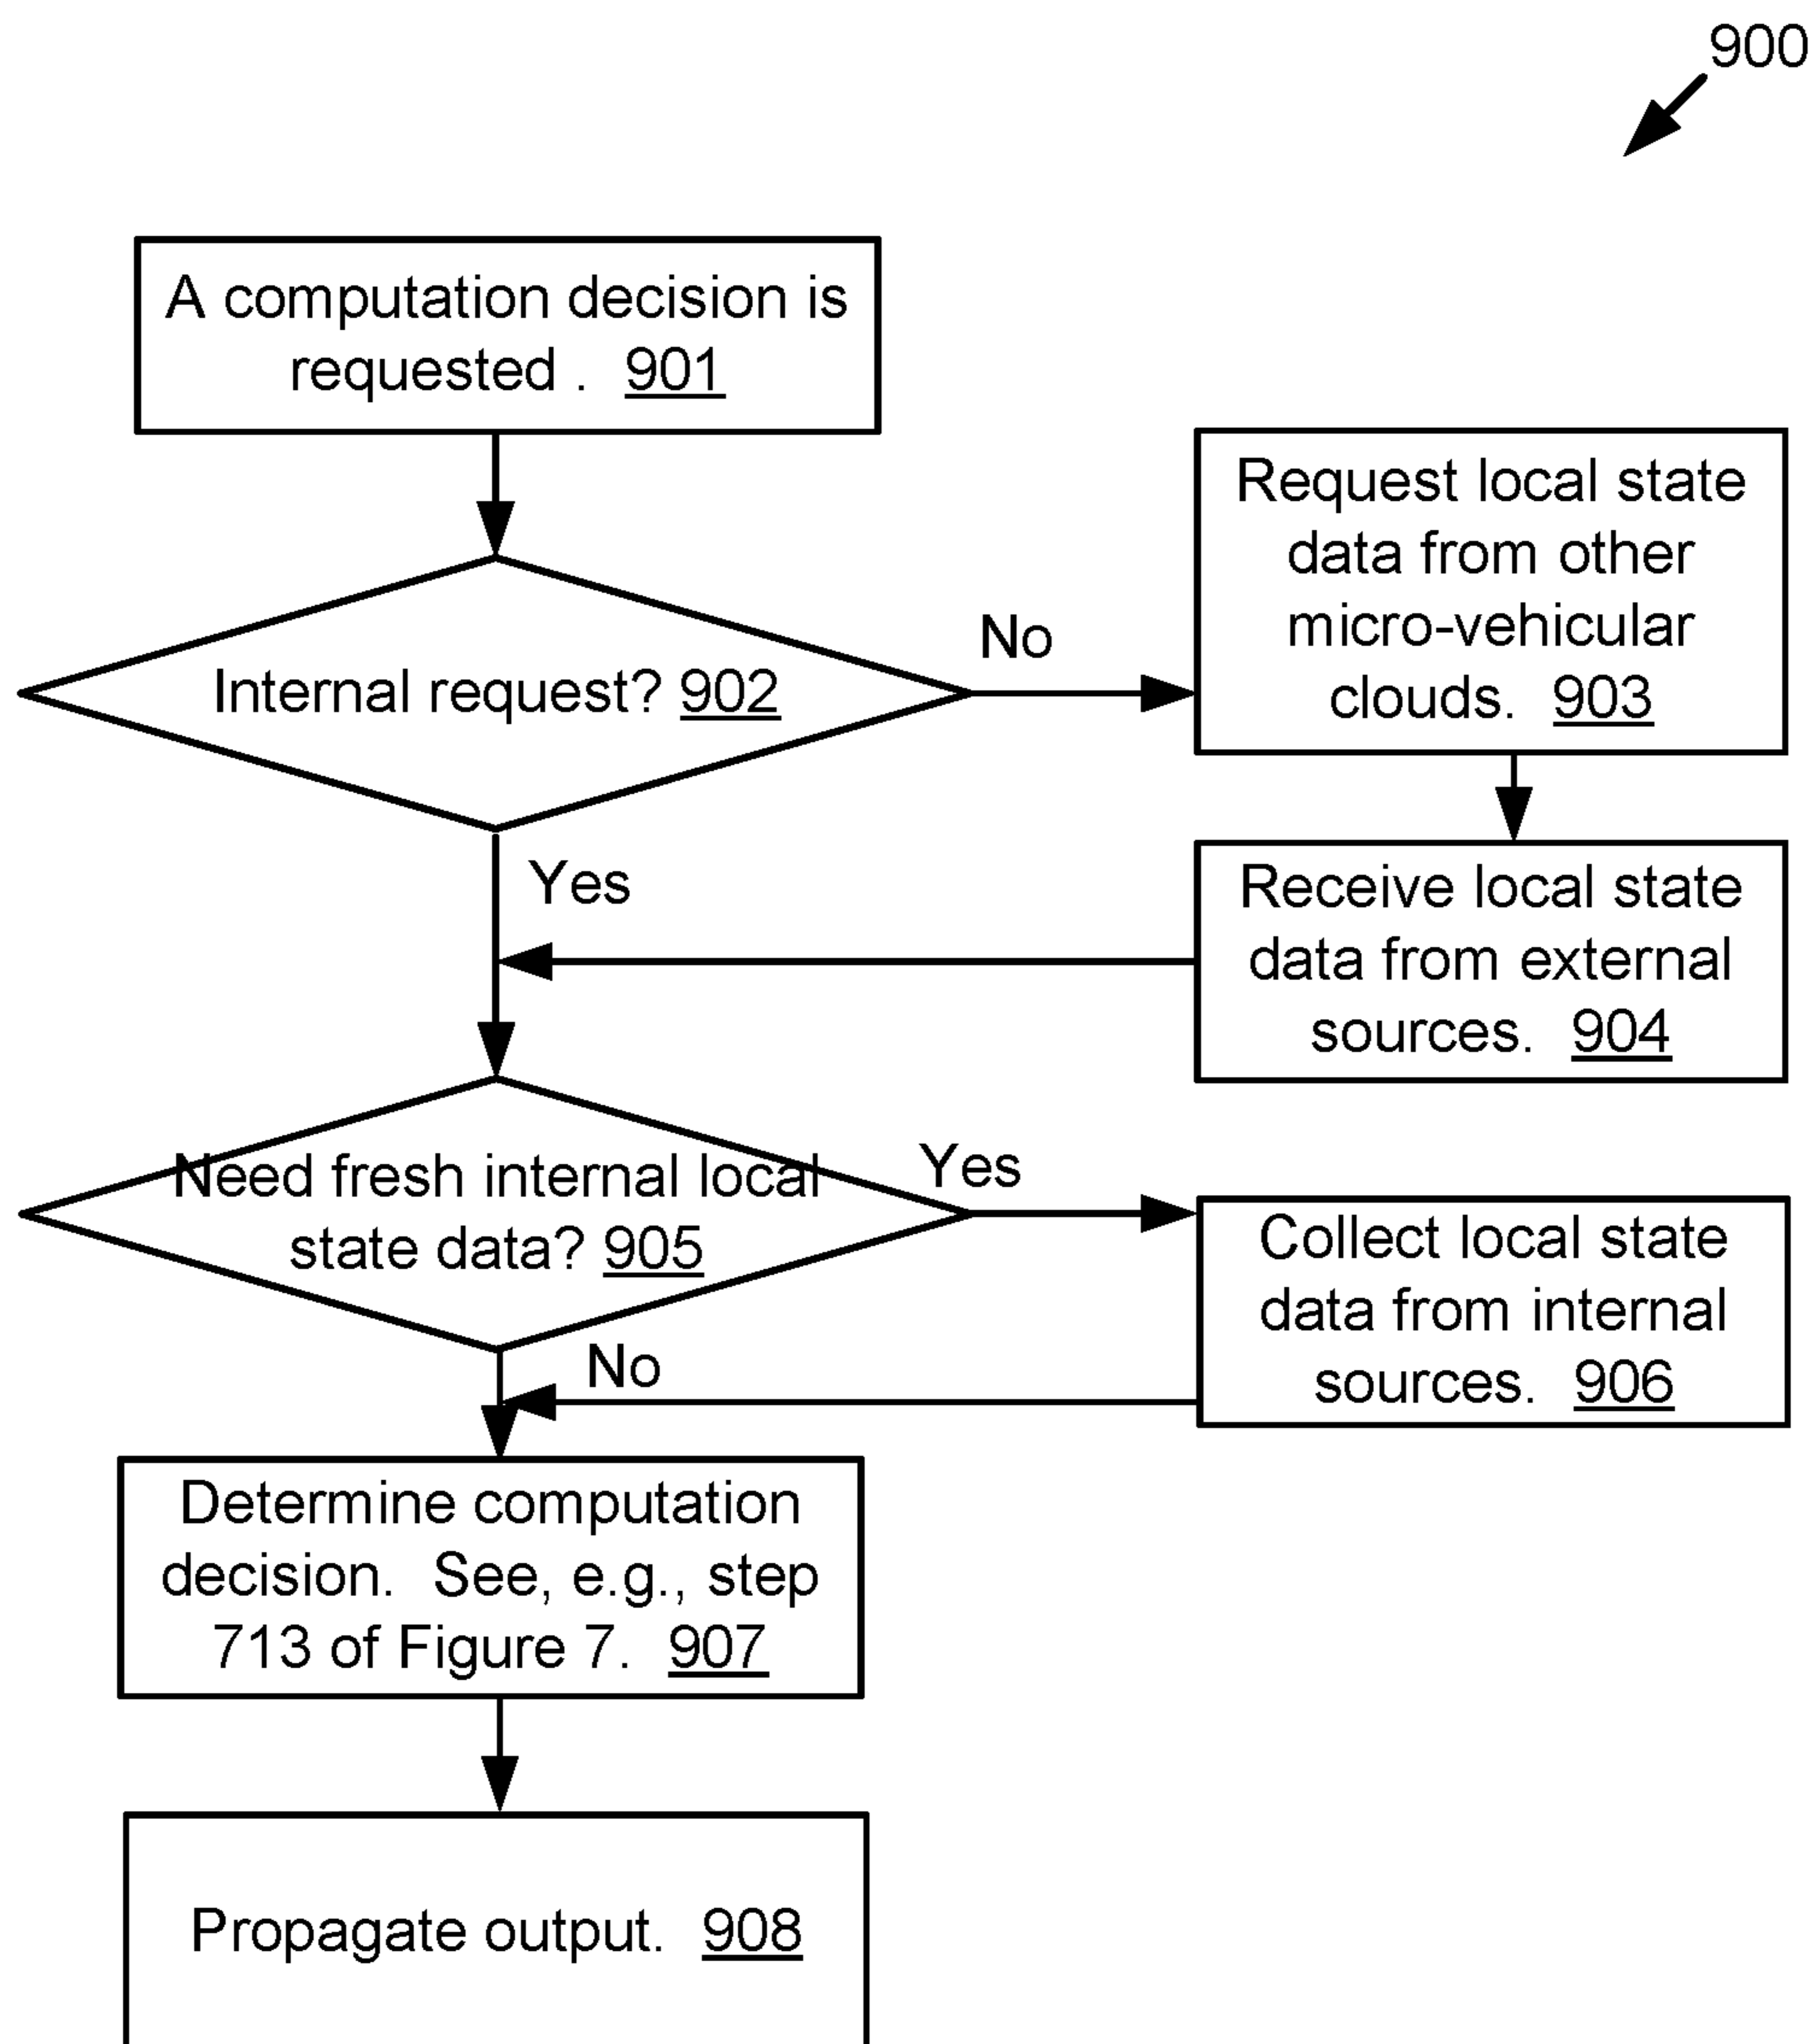 900
A computation decision is
requested . 901
Internal request? 902
No
Yes
Request local state
data from other
micro-vehicular
clouds. 903
Receive local state
data from external
sources. 904
Need fresh internal local
state data? 905
Yes
No
Collect local state
data from internal
sources. 906
Determine computation
decision. See, e.g., step
713 of Figure 7. 907
Propagate output. 908